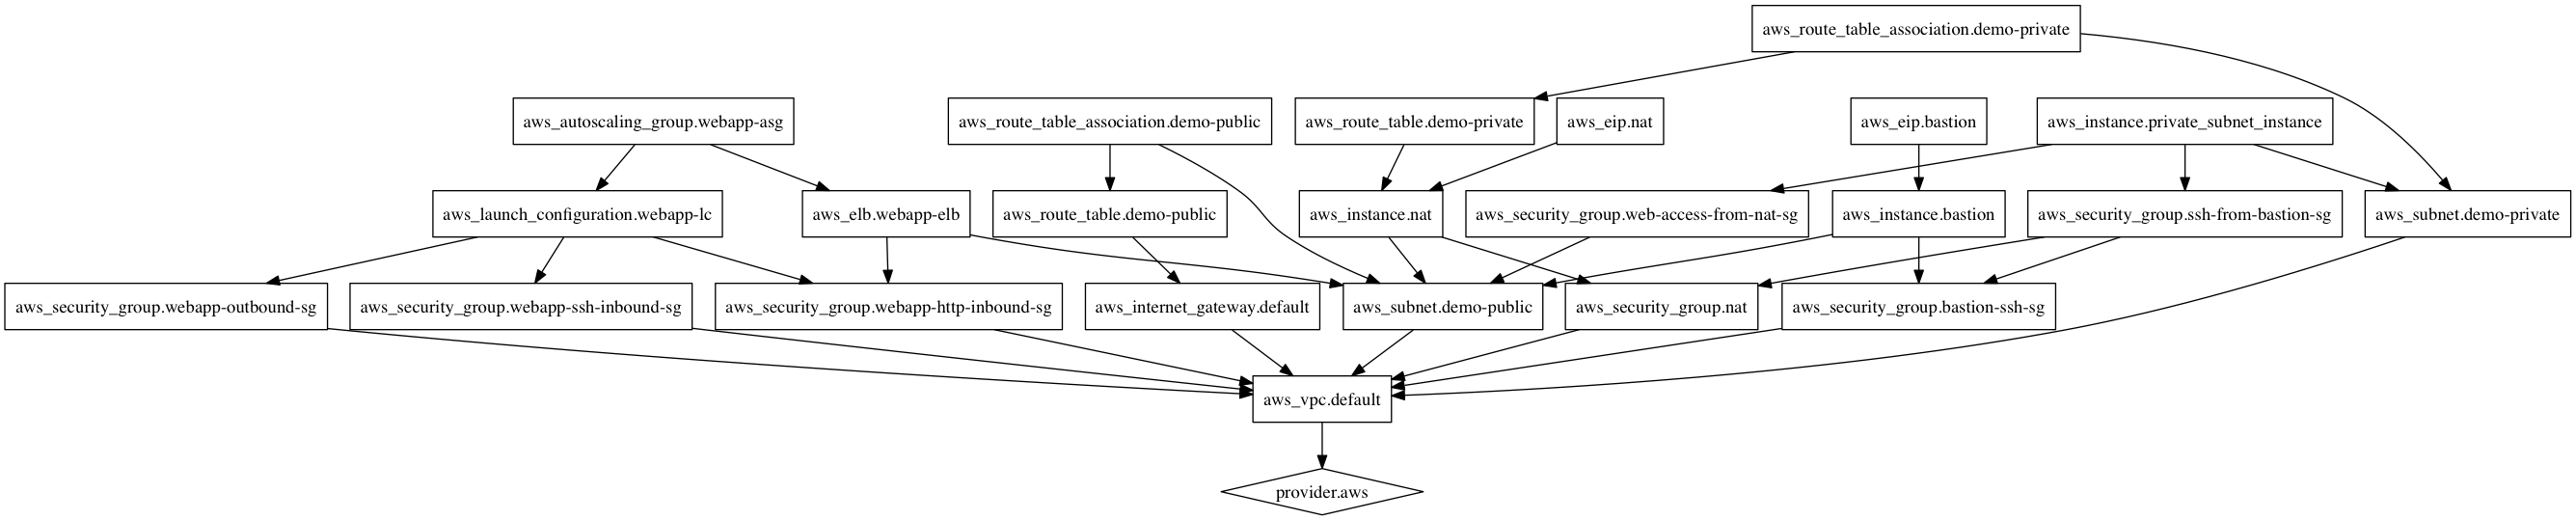 aws_route_table_association.demo-private
aws_autoscaling_group.webapp-asg
aws_route_table_association.demo-public
aws_route_table.demo-private
aws_eip.nat
aws_eip.bastion
aws_instance.private_subnet_instance
aws_launch_configuration.webapp-lc
aws_elb.webapp-elb
aws_route_table.demo-public
aws_instance.nat
aws_security_group.web-access-from-nat-sg
aws_instance.bastion
aws_security_group.ssh-from-bastion-sg
aws_subnet.demo-private
aws_security_group.webapp-outbound-sg
aws_security_group.webapp-ssh-inbound-sg
aws_security_group.webapp-http-inbound-sg
aws_internet_gateway.default
aws_subnet.demo-public
aws_security_group.nat
aws_security_group.bastion-ssh-sg
aws_vpc.default
provider.aws